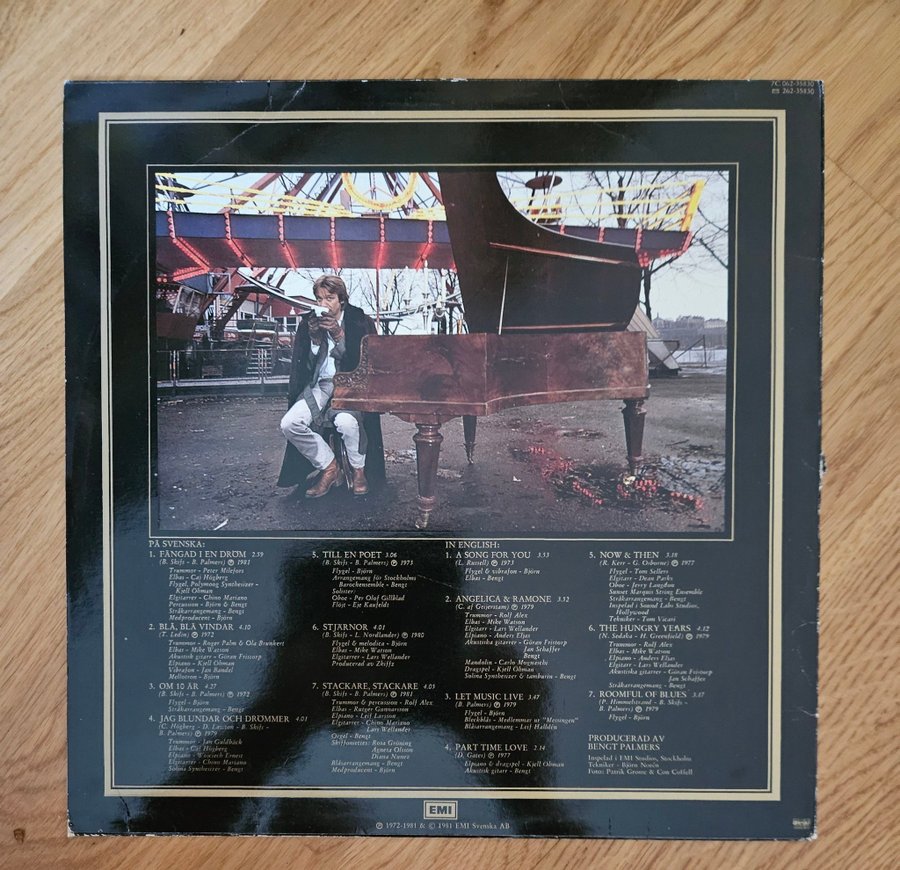 7C 062-35830
262-35830
PÅ SVENSKA:
1. FÅNGAD I EN DRÖM 2.59
(B. Skifs - B. Palmers) Ⓟ 1981
Trummor - Peter Milefors
Elbas - Caj Högberg
Flygel, Polymoog Synthesizer -
Kjell Öhman
Elgitarrer - Chino Mariano
Percussion - Björn & Bengt
Stråkarrangemang - Bengt
Medproducent - Björn
2. BLÅ, BLÅ VINDAR 4.10
(T. Ledin) Ⓟ 1972
Trummor - Roger Palm & Ola Brunkert
Elbas - Mike Watson
Akustisk gitarr - Göran Fristorp
Elpiano - Kjell Öhman
Vibrafon - Jan Bandel
Mellotron - Björn
3. OM 10 ÅR 4.27
(B. Skifs - B. Palmers) Ⓟ 1972
Flygel - Björn
Elbas - Bengt
4. JAG BLUNDAR OCH DRÖMMER 4.01
(C. Högberg - D. Larsson - B. Skifs
B. Palmers) Ⓟ 1979
Trummor - Jan Guldbäck
Elbas - Caj Högberg
Elpiano - Wojciech Ernest
Elgitarrer - Chino Mariano
Solina Synthesizer - Bengt
5. TILL EN POET 3.06
(B. Skifs - B. Palmers) Ⓟ 1973
Flygel - Björn
Arrangemang för Stockholms
Barockensemble - Bengt
Solister:
Oboe - Per Olof Gillblad
Flöjt - Eje Kaufeldt
6. STJÄRNOR 4.01
(B. Skifs - L. Nordlander) Ⓟ 1980
Flygel & melodica - Björn
Elbas - Mike Watson
Elgitarr - Lars Wellander
Producerad av Zkiffz
7. STACKARE, STACKARE 4.05
(B. Skifs - B. Palmers) Ⓟ 1981
Trummor & percussion - Rolf Alex
Elbas - Rutger Gunnarsson
Elpiano - Leif Larsson
Elgitarrer - Chino Mariano
Lars Wellander
Orgel - Bengt
Skiffonettes: Rosa Gröning
Agneta Olsson
Diana Nunez
Blåsarrangemang - Bengt
Medproducent - Björn
IN ENGLISH:
1. A SONG FOR YOU 3.53
(L. Russell) Ⓟ 1973
Flygel & vibrafon - Björn
Elbas - Bengt
2. ANGELICA & RAMONE 3.32
(C. af Geijerstam) Ⓟ 1979
Trummor - Rolf Alex
Elbas - Mike Watson
Elgitarr - Lars Wellander
Elpiano - Anders Eljas
Akustiska gitarrer - Göran Fristorp
Jan Schaffer
Bengt
Mandolin - Carlo Mognaschi
Dragspel - Kjell Öhman
Solina Synthesizer & tamburin - Bengt
3. LET MUSIC LIVE 3.47
(B. Palmers) Ⓟ 1979
Flygel - Björn
Bleckblås - Medlemmar ur "Messingen"
Blåsarrangemang - Leif Halldén
4. PART TIME LOVE 2.14
(D. Gates) Ⓟ 1977
Elpiano & dragspel - Kjell Öhman
Akustisk gitarr - Bengt
5. NOW & THEN 3.18
(R. Kerr - G. Osborne) Ⓟ 1977
Flygel - Tom Sellers
Elgitarr - Dean Parks
Oboe - Jerry Langdon
Sunset Marquis String Ensemble
Stråkarrangemang - Bengt
Inspelad i Sound Labs Studios,
Hollywood
Tekniker - Tom Vicari
6. THE HUNGRY YEARS 4.12
(N. Sedaka - H. Greenfield) Ⓟ 1979
Trummor - Rolf Alex
Elbas - Mike Watson
Elpiano - Anders Eljas
Elgitarr - Lars Wellander
Akustiska gitarrer - Göran Fristorp
Jan Schaffer
Stråkarrangemang - Bengt
7. ROOMFUL OF BLUES 3.17
(P. Himmelstrand - B. Skifs -
B. Palmers) Ⓟ 1979
Flygel - Björn
PRODUCERAD AV
BENGT PALMERS
Inspelad i EMI Studios, Stockholm
Tekniker - Björn Norén
Foto: Patrik Grosse & Con Coffell
EMI
Ⓟ 1972-1981 & © 1981 EMI Svenska AB